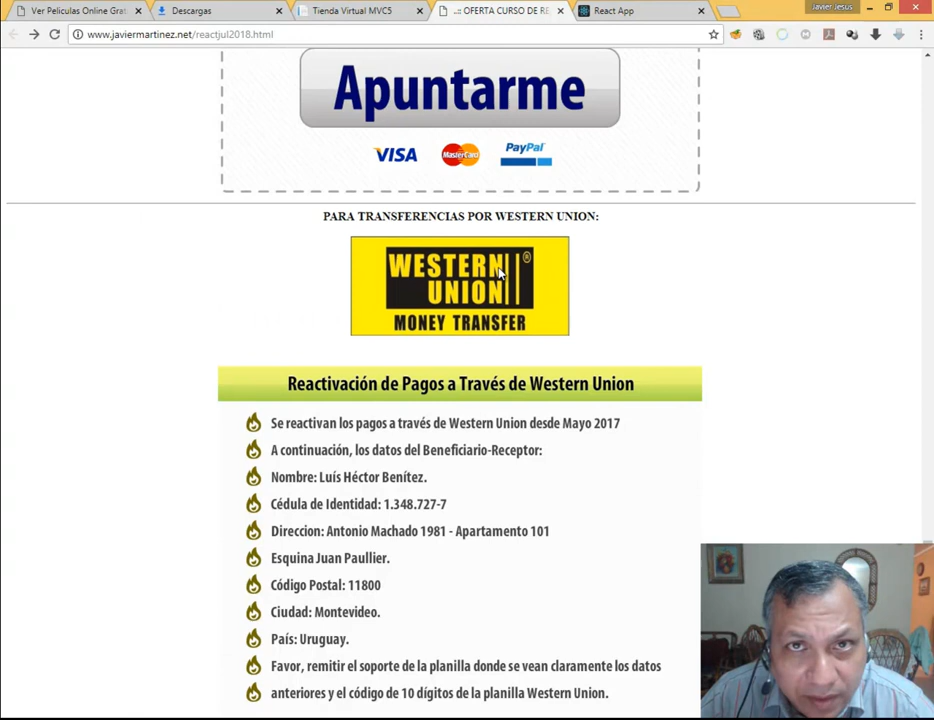 Javier Jesús
Ver Peliculas Online Grat
Descargas
Tienda Virtual MVC5
..:: OFERTA CURSO DE RE
React App
www.javiermartinez.net/reactjul2018.html
Apuntarme
VISA
MasterCard
PayPal
PARA TRANSFERENCIAS POR WESTERN UNION:
WESTERN
UNION ®
MONEY TRANSFER
Reactivación de Pagos a Través de Western Union
Se reactivan los pagos a través de Western Union desde Mayo 2017
A continuación, los datos del Beneficiario-Receptor:
Nombre: Luís Héctor Benítez.
Cédula de Identidad: 1.348.727-7
Direccion: Antonio Machado 1981 - Apartamento 101
Esquina Juan Paullier.
Código Postal: 11800
Ciudad: Montevideo.
País: Uruguay.
Favor, remitir el soporte de la planilla donde se vean claramente los datos
anteriores y el código de 10 dígitos de la planilla Western Union.